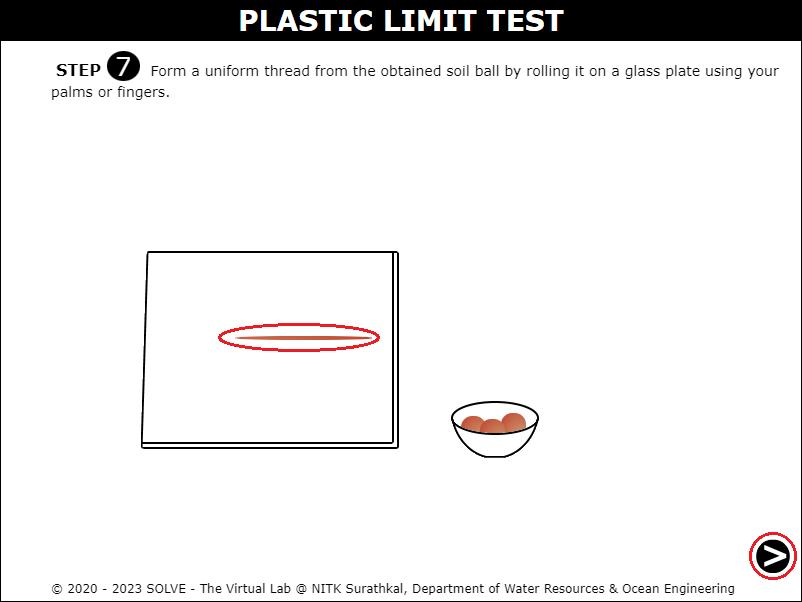 PLASTIC LIMIT TEST
STEP 7 Form a uniform thread from the obtained soil ball by rolling it on a glass plate using your
palms or fingers.
>
© 2020 - 2023 SOLVE - The Virtual Lab @ NITK Surathkal, Department of Water Resources & Ocean Engineering